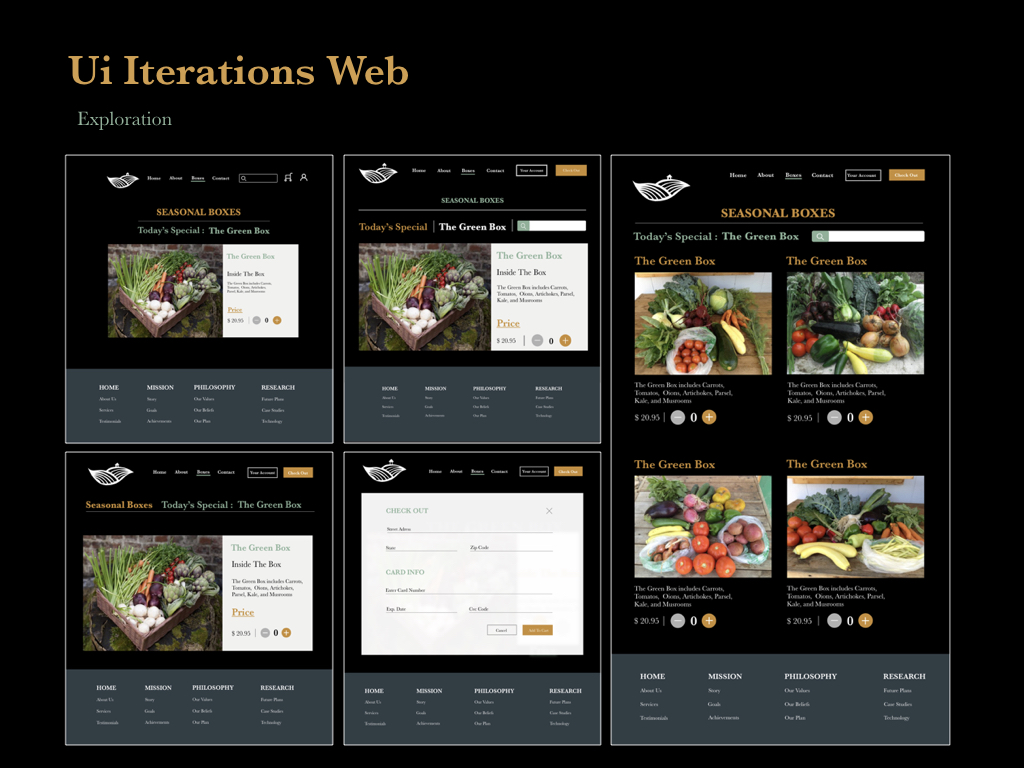 Ui Iterations Web
Exploration
Home About Boxes Contact
SEASONAL BOXES
Today's Special : The Green Box
The Green Box
Inside The Box
The Green Box includes Carrots,
Tomatos, Oions, Artichokes,
Parsel, Kale, and Musrooms
Price
$ 20.95 0
HOME MISSION PHILOSOPHY RESEARCH
About Us Story Our Values Future Plans
Services Goals Our Beliefs Case Studies
Testimonials Achievements Our Plan Technology
Home About Boxes Contact Your Account Check Out
SEASONAL BOXES
Today's Special The Green Box
The Green Box
Inside The Box
The Green Box includes Carrots,
Tomatos, Oions, Artichokes, Parsel,
Kale, and Musrooms
Price
$ 20.95 0
HOME MISSION PHILOSOPHY RESEARCH
About Us Story Our Values Future Plans
Services Goals Our Beliefs Case Studies
Testimonials Achievements Our Plan Technology
Home About Boxes Contact Your Account Check Out
SEASONAL BOXES
Today's Special : The Green Box
The Green Box The Green Box
The Green Box includes Carrots, The Green Box includes Carrots,
Tomatos, Oions, Artichokes, Parsel, Tomatos, Oions, Artichokes, Parsel,
Kale, and Musrooms Kale, and Musrooms
$ 20.95 0 $ 20.95 0
The Green Box The Green Box
The Green Box includes Carrots, The Green Box includes Carrots,
Tomatos, Oions, Artichokes, Parsel, Tomatos, Oions, Artichokes, Parsel,
Kale, and Musrooms Kale, and Musrooms
$ 20.95 0 $ 20.95 0
HOME MISSION PHILOSOPHY RESEARCH
About Us Story Our Values Future Plans
Services Goals Our Beliefs Case Studies
Testimonials Achievements Our Plan Technology
Home About Boxes Contact Your Account Check Out
Seasonal Boxes Today's Special : The Green Box
The Green Box
Inside The Box
The Green Box includes Carrots,
Tomatos, Oions, Artichokes,
Parsel, Kale, and Musrooms
Price
$ 20.95 0
HOME MISSION PHILOSOPHY RESEARCH
About Us Story Our Values Future Plans
Services Goals Our Beliefs Case Studies
Testimonials Achievements Our Plan Technology
Home About Boxes Contact Your Account Check Out
CHECK OUT
Street Adress
State Zip Code
CARD INFO
Enter Card Number
Exp. Date Cvv Code
Cancel Add To Cart
HOME MISSION PHILOSOPHY RESEARCH
About Us Story Our Values Future Plans
Services Goals Our Beliefs Case Studies
Testimonials Achievements Our Plan Technology